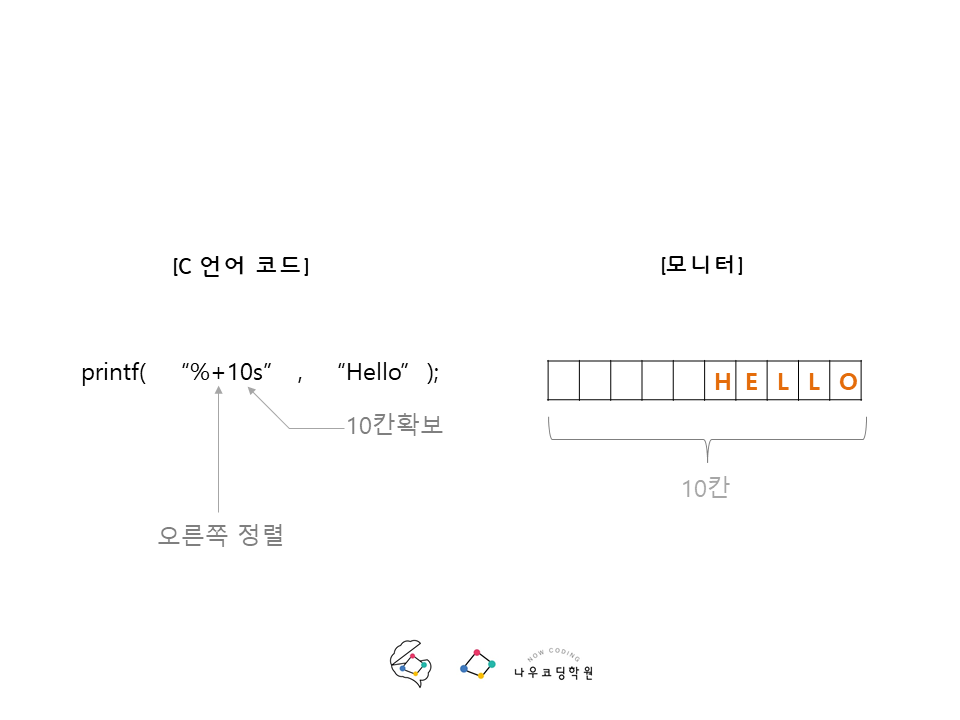 [C 언어 코드]
[모니터]
printf( “%+10s” , “Hello” );
H E L L O
10칸확보
10칸
오른쪽 정렬
NOW CODING
나우코딩학원